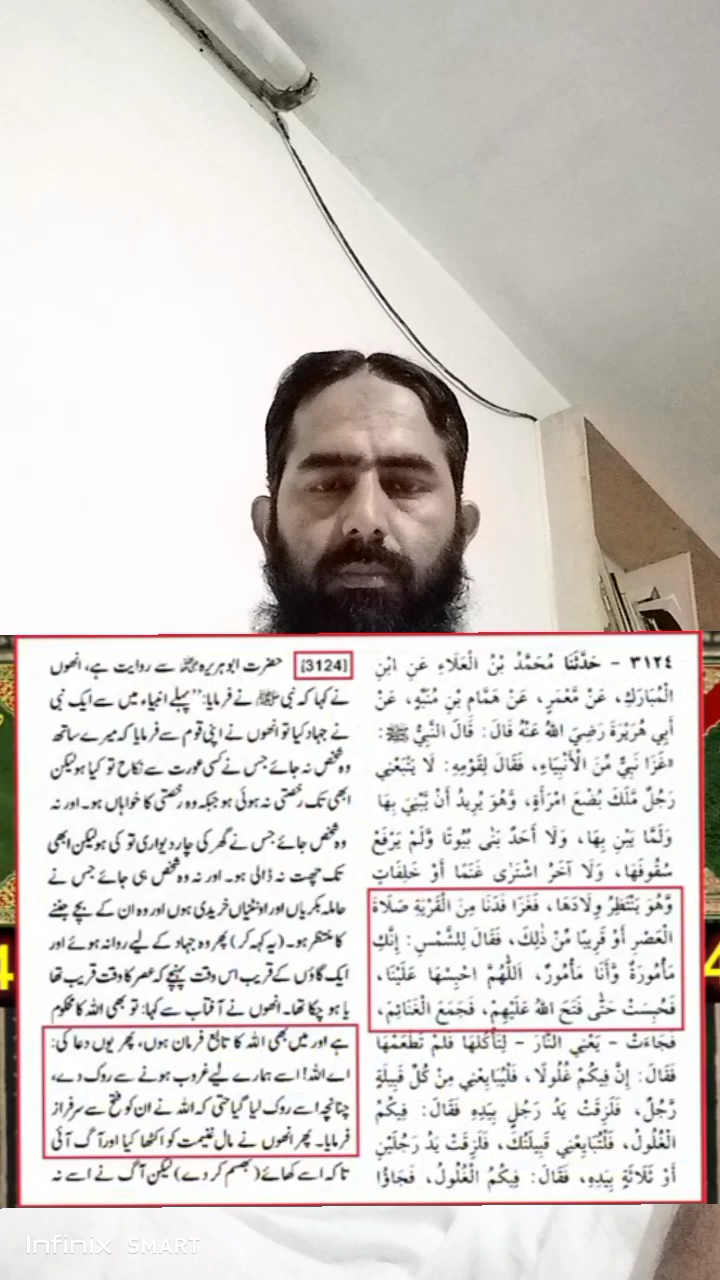 ٣١٢٤ - حَدَّثَنَا مُحَمَّدُ بْنُ الْعَلَاءِ عَنِ ابْنِ
الْمُبَارَكِ، عَنْ مَعْمَرٍ، عَنْ هَمَّامِ بْنِ مُنَبِّهٍ، عَنْ
أَبِي هُرَيْرَةَ رَضِيَ اللهُ عَنْهُ قَالَ: قَالَ النَّبِيُّ ﷺ:
«غَزَا نَبِيٌّ مِّنَ الْأَنْبِيَاءِ، فَقَالَ لِقَوْمِهِ: لَا يَتْبَعْنِي
رَجُلٌ مَّلَكَ بُضْعَ امْرَأَةٍ، وَّهُوَ يُرِيدُ أَنْ يَّبْنِيَ بِهَا
وَلَمَّا يَبْنِ بِهَا، وَلَا أَحَدٌ بَنٰى بُيُوتًا وَّلَمْ يَرْفَعْ
سُقُوفَهَا، وَلَا آخَرُ اشْتَرٰى غَنَمًا أَوْ خَلِفَاتٍ
وَّهُوَ يَنْتَظِرُ وِلَادَهَا، فَغَزَا فَدَنَا مِنَ الْقَرْيَةِ صَلَاةَ
الْعَصْرِ أَوْ قَرِيبًا مِّنْ ذٰلِكَ، فَقَالَ لِلشَّمْسِ: إِنَّكِ
مَأْمُورَةٌ وَّأَنَا مَأْمُورٌ، اَللّٰهُمَّ احْبِسْهَا عَلَيْنَا،
فَحُبِسَتْ حَتّٰى فَتَحَ اللهُ عَلَيْهِمْ، فَجَمَعَ الْغَنَائِمَ،
فَجَاءَتْ - يَعْنِي النَّارَ - لِتَأْكُلَهَا فَلَمْ تَطْعَمْهَا
فَقَالَ: إِنَّ فِيكُمْ غُلُولًا، فَلْيُبَايِعْنِي مِنْ كُلِّ قَبِيلَةٍ
رَّجُلٌ، فَلَزِقَتْ يَدُ رَجُلٍ بِيَدِهِ فَقَالَ: فِيكُمُ
الْغُلُولُ، فَلْتُبَايِعْنِي قَبِيلَتُكَ، فَلَزِقَتْ يَدُ رَجُلَيْنِ
أَوْ ثَلَاثَةٍ بِيَدِهِ، فَقَالَ: فِيكُمُ الْغُلُولُ، فَجَاؤُا
[3124] حضرت ابوہریرہ ؓ سے روایت ہے، انھوں
نے کہا کہ نبی ﷺ نے فرمایا: ”پہلے انبیاء میں سے ایک نبی
نے جہاد کیا تو انھوں نے اپنی قوم سے فرمایا کہ میرے ساتھ
وہ شخص نہ جائے جس نے کسی عورت سے نکاح تو کیا ہو لیکن
ابھی تک رخصتی نہ ہوئی ہو جبکہ وہ رخصتی کا خواہاں ہو۔ اور نہ
وہ شخص جائے جس نے گھر کی چار دیواری تو کی ہو لیکن ابھی
تک چھت نہ ڈالی ہو۔ اور نہ وہ شخص ہی جائے جس نے
حاملہ بکریاں اور اونٹنیاں خریدی ہوں اور وہ ان کے بچے جننے
کا منتظر ہو۔ (یہ کہہ کر) پھر وہ جہاد کے لیے روانہ ہوئے اور
ایک گاؤں کے قریب اس وقت پہنچے کہ عصر کا وقت قریب تھا
یا ہو چکا تھا۔ انھوں نے آفتاب سے کہا: تو بھی اللہ کا محکوم
ہے اور میں بھی اللہ کا تابع فرمان ہوں، پھر یوں دعا کی:
اے اللہ! اسے ہمارے لیے غروب ہونے سے روک دے،
چنانچہ اسے روک لیا گیا حتی کہ اللہ نے ان کو فتح سے سرفراز
فرمایا۔ پھر انھوں نے مال غنیمت کو اکٹھا کیا اور آگ آئی
تاکہ اسے کھائے (بھسم کر دے) لیکن آگ نے اسے نہ
4
4
Infinix SMART